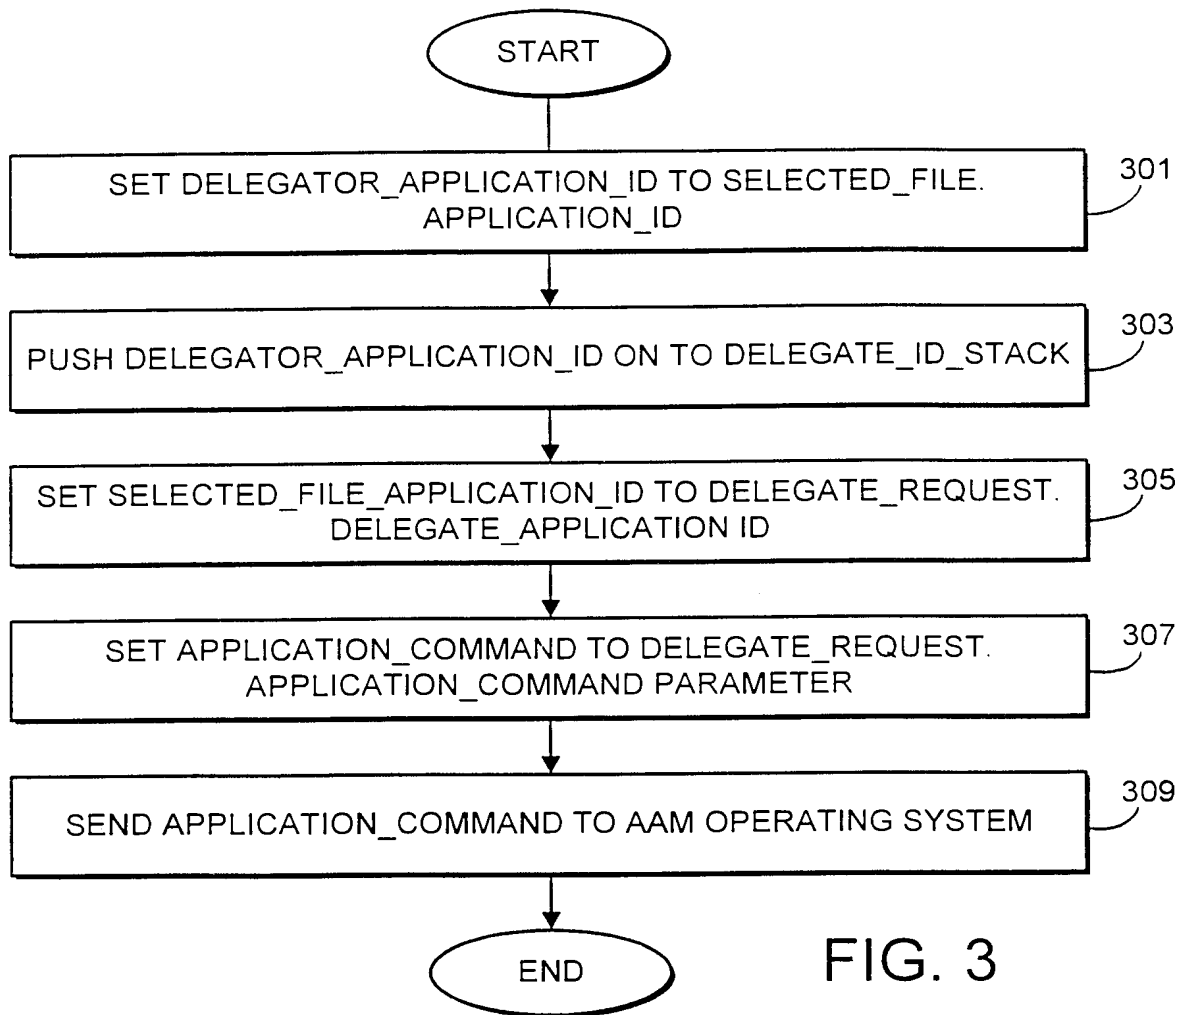 START
SET DELEGATOR_APPLICATION_ID TO SELECTED_FILE.
APPLICATION_ID
301
PUSH DELEGATOR_APPLICATION_ID ON TO DELEGATE_ID_STACK
303
SET SELECTED_FILE_APPLICATION_ID TO DELEGATE_REQUEST.
DELEGATE_APPLICATION ID
305
SET APPLICATION_COMMAND TO DELEGATE_REQUEST.
APPLICATION_COMMAND PARAMETER
307
SEND APPLICATION_COMMAND TO AAM OPERATING SYSTEM
309
END
FIG. 3